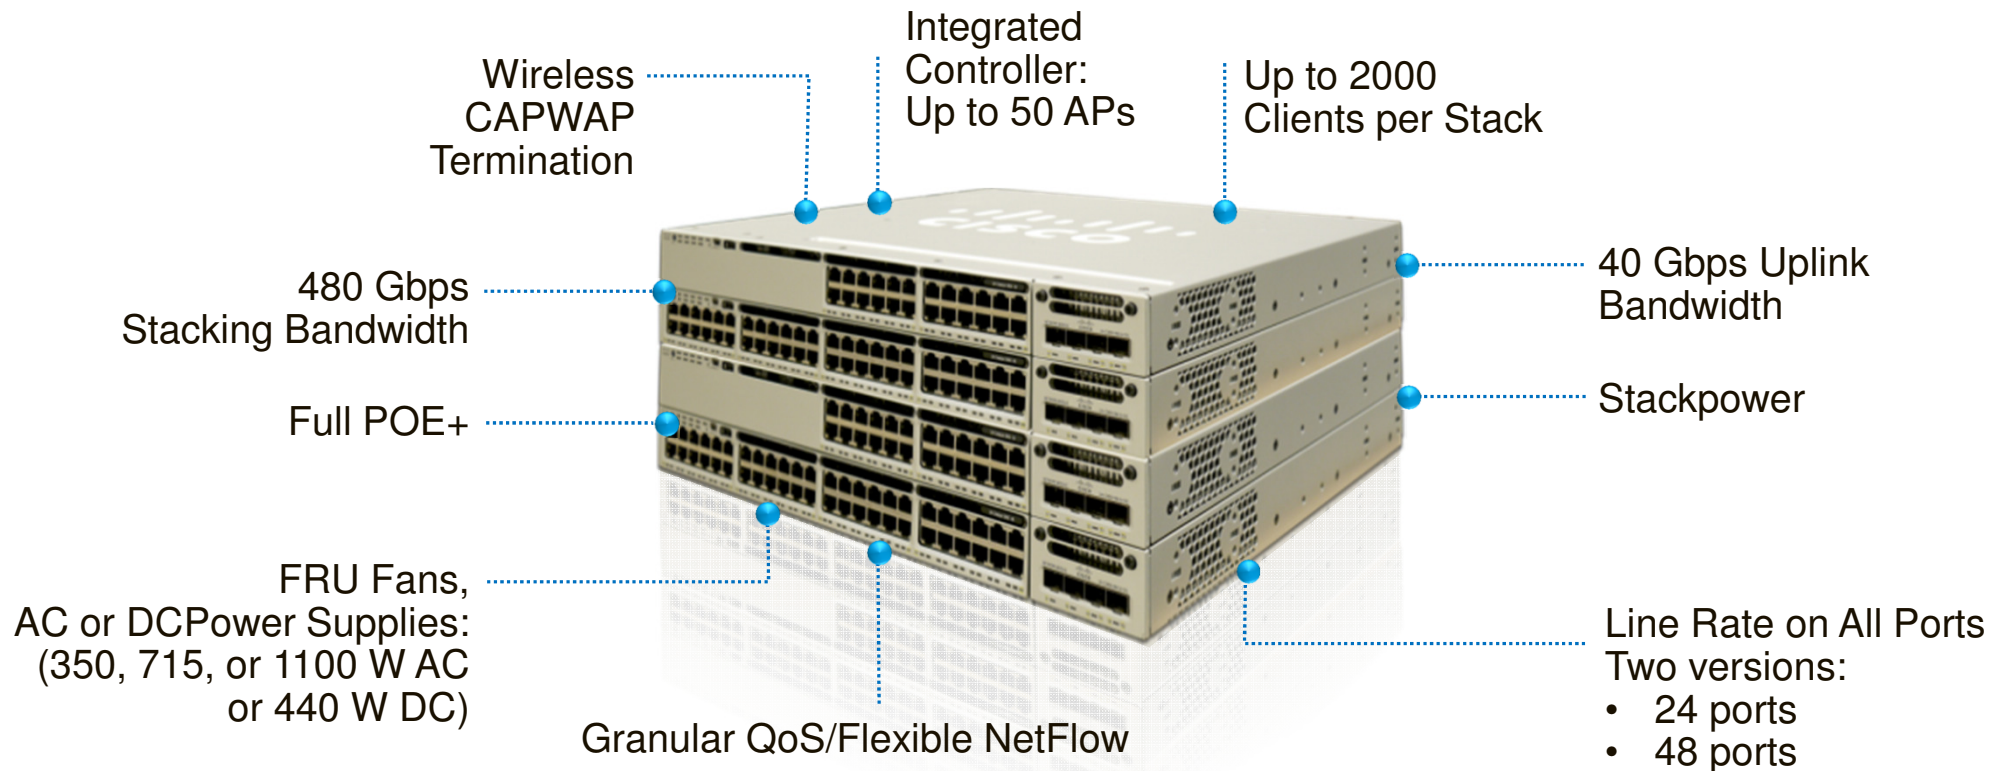 Integrated
Controller:
Up to 50 APs
Wireless
CAPWAP
Termination
Up to 2000
Clients per Stack
CISCO
480 Gbps
Stacking Bandwidth
40 Gbps Uplink
Bandwidth
Full POE+
Stackpower
FRU Fans,
AC or DCPower Supplies:
(350, 715, or 1100 W AC
or 440 W DC)
Granular QoS/Flexible NetFlow
Line Rate on All Ports
Two versions:
• 24 ports
• 48 ports